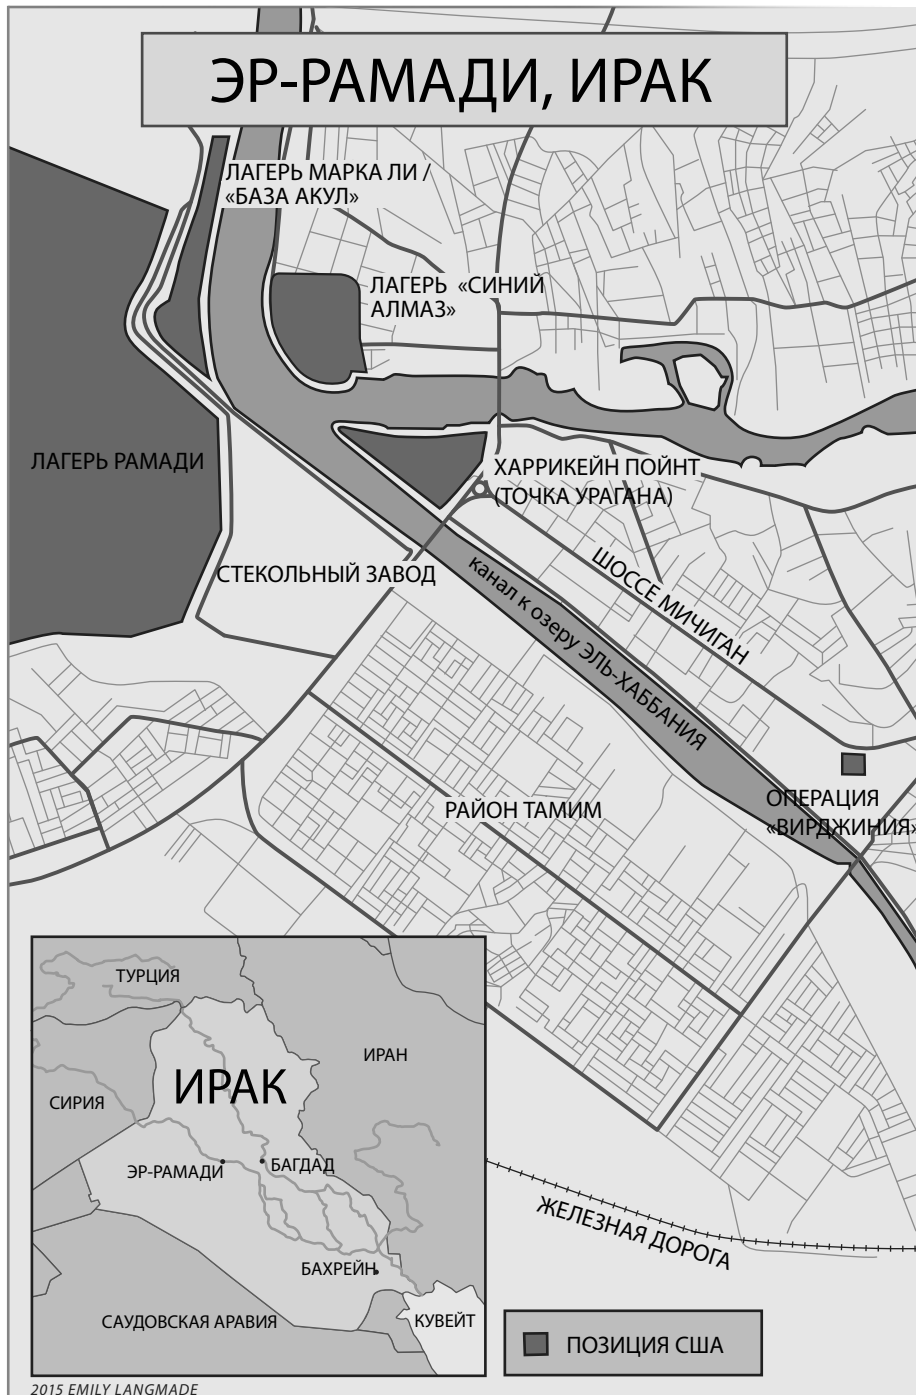 ЭР-РАМАДИ, ИРАК
ЛАГЕРЬ МАРКА ЛИ /
«БАЗА АКУЛ»
ЛАГЕРЬ «СИНИЙ
АЛМАЗ»
ЛАГЕРЬ РАМАДИ
ХАРРИКЕЙН ПОЙНТ
(ТОЧКА УРАГАНА)
СТЕКОЛЬНЫЙ ЗАВОД
ШОССЕ МИЧИГАН
канал к озеру ЭЛЬ-ХАББАНИЯ
РАЙОН ТАМИМ
ОПЕРАЦИЯ
«ВИРДЖИНИЯ»
ТУРЦИЯ
ИРАН
ИРАК
СИРИЯ
ЭР-РАМАДИ
БАГДАД
БАХРЕЙН
САУДОВСКАЯ АРАВИЯ
КУВЕЙТ
ЖЕЛЕЗНАЯ ДОРОГА
ПОЗИЦИЯ США
2015 EMILY LANGMADE